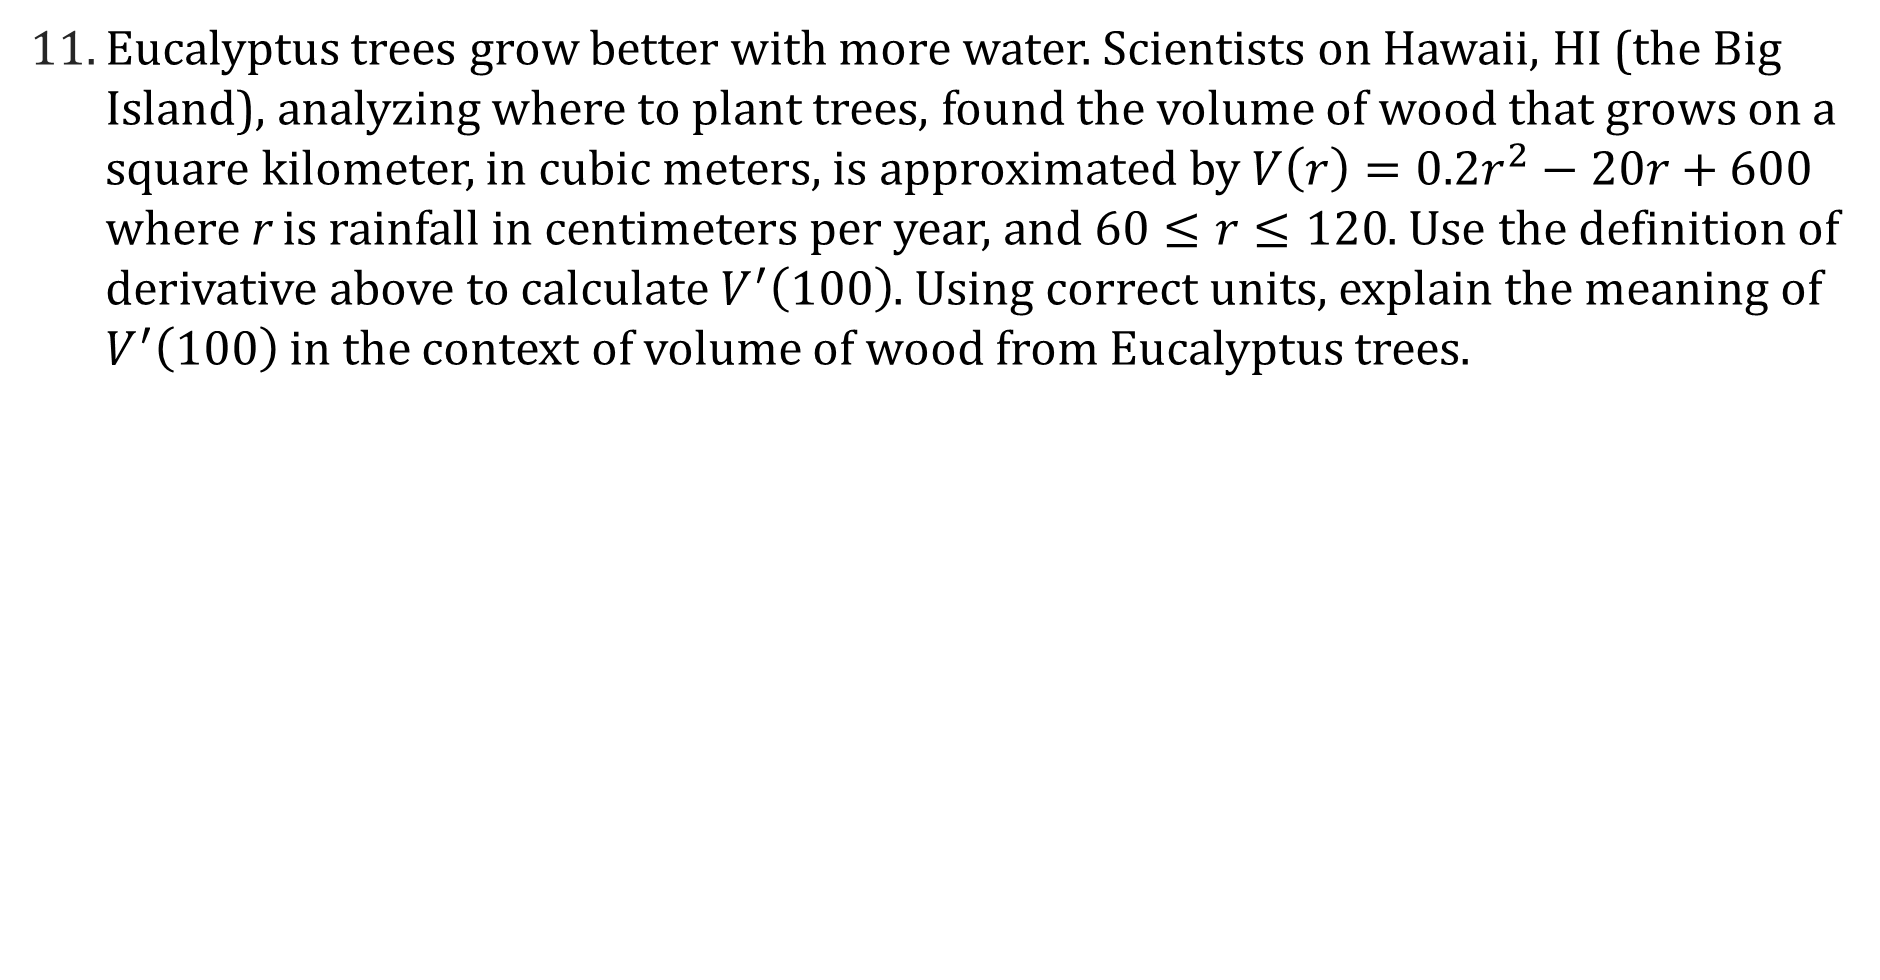 11. Eucalyptus trees grow better with more water. Scientists on Hawaii, HI (the Big
Island), analyzing where to plant trees, found the volume of wood that grows on a
square kilometer, in cubic meters, is approximated by V(r) = 0.2r² − 20r + 600
where r is rainfall in centimeters per year, and 60 ≤ r ≤ 120. Use the definition of
derivative above to calculate V′(100). Using correct units, explain the meaning of
V′(100) in the context of volume of wood from Eucalyptus trees.